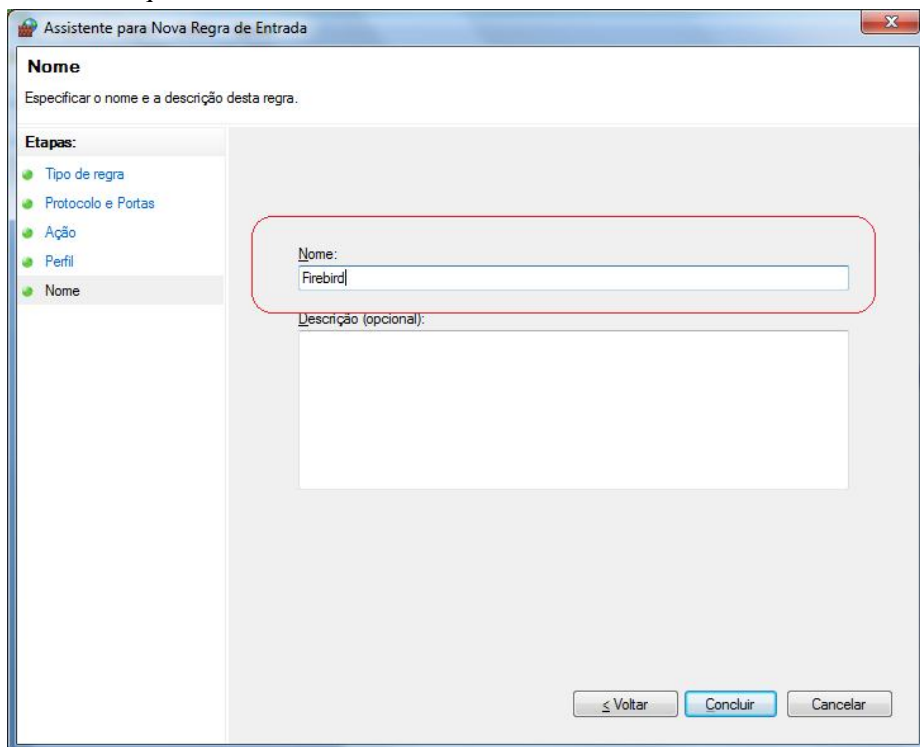 Assistente para Nova Regra de Entrada
Nome
Especificar o nome e a descrição desta regra.
Etapas:
Tipo de regra
Protocolo e Portas
Ação
Perfil
Nome
Nome:
Firebird
Descrição (opcional):
< Voltar
Concluir
Cancelar